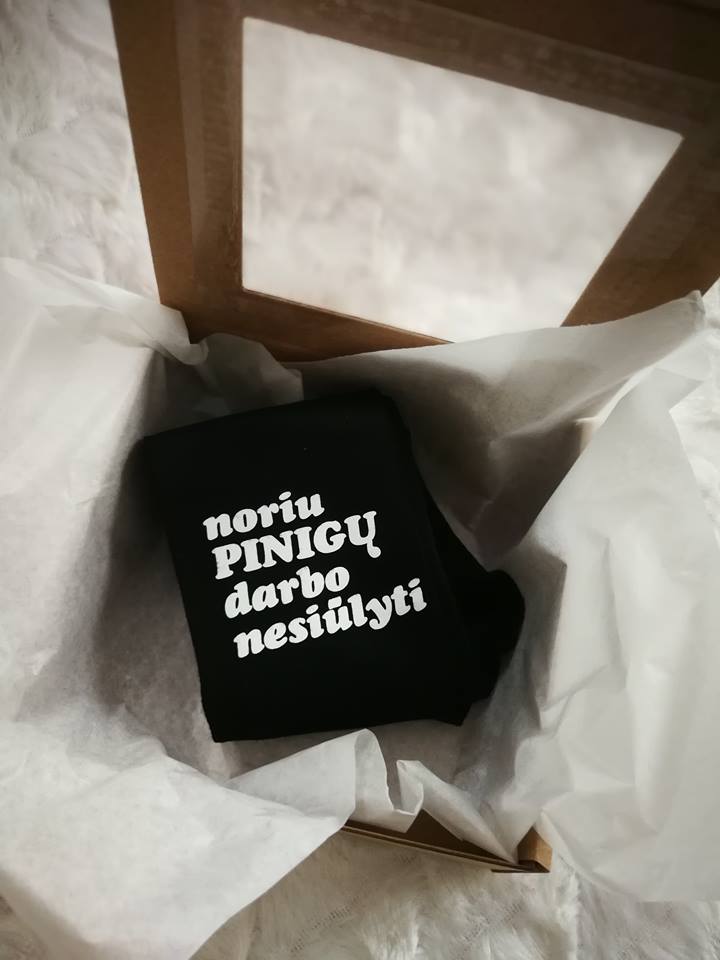 noriu
PINIGŲ
darbo
nesiūlyti